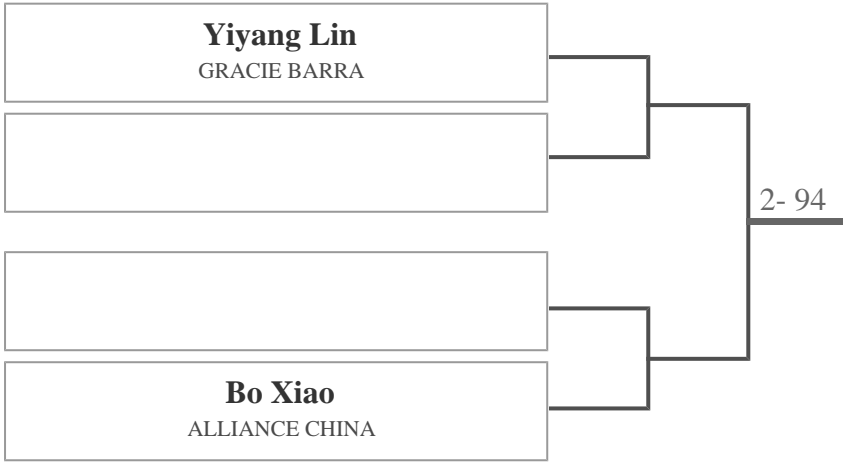 Yiyang Lin
GRACIE BARRA
2- 94
Bo Xiao
ALLIANCE CHINA